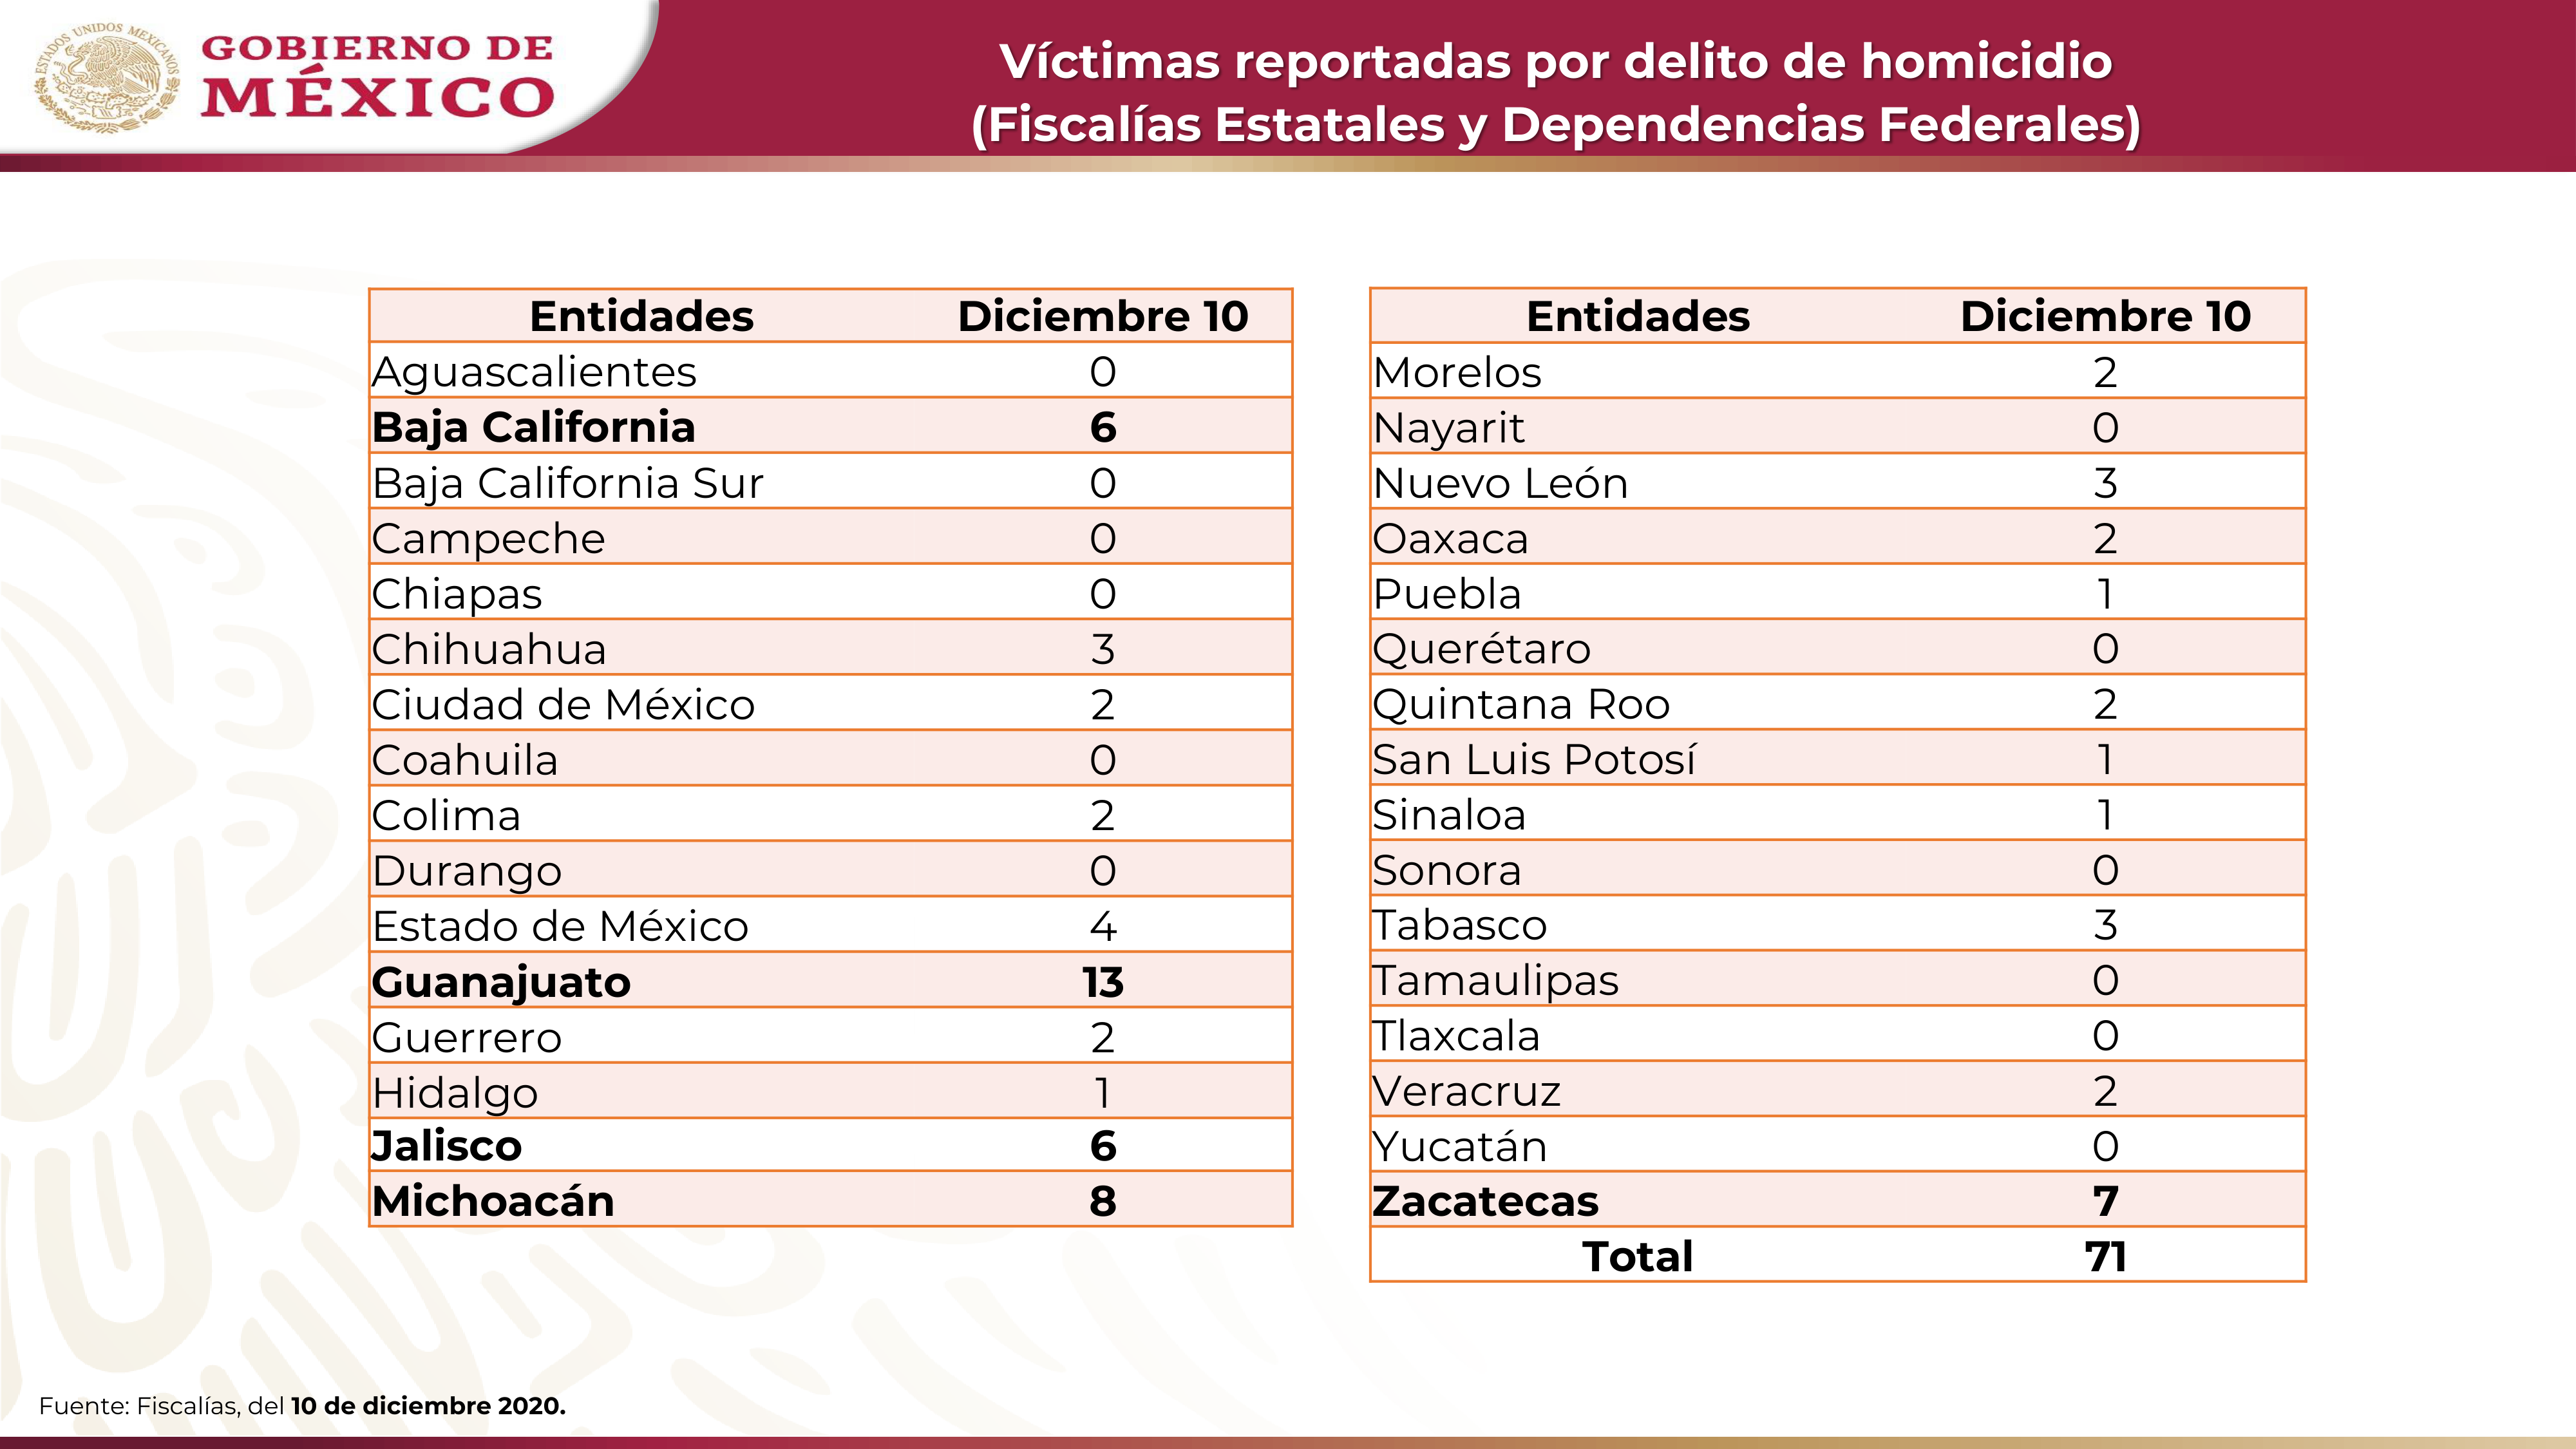 ESTADOS UNIDOS MEXICANOS
GOBIERNO DE
MÉXICO
Víctimas reportadas por delito de homicidio
(Fiscalías Estatales y Dependencias Federales)
Entidades Diciembre 10
Aguascalientes 0
Baja California 6
Baja California Sur 0
Campeche 0
Chiapas 0
Chihuahua 3
Ciudad de México 2
Coahuila 0
Colima 2
Durango 0
Estado de México 4
Guanajuato 13
Guerrero 2
Hidalgo 1
Jalisco 6
Michoacán 8
Entidades Diciembre 10
Morelos 2
Nayarit 0
Nuevo León 3
Oaxaca 2
Puebla 1
Querétaro 0
Quintana Roo 2
San Luis Potosí 1
Sinaloa 1
Sonora 0
Tabasco 3
Tamaulipas 0
Tlaxcala 0
Veracruz 2
Yucatán 0
Zacatecas 7
Total 71
Fuente: Fiscalías, del 10 de diciembre 2020.